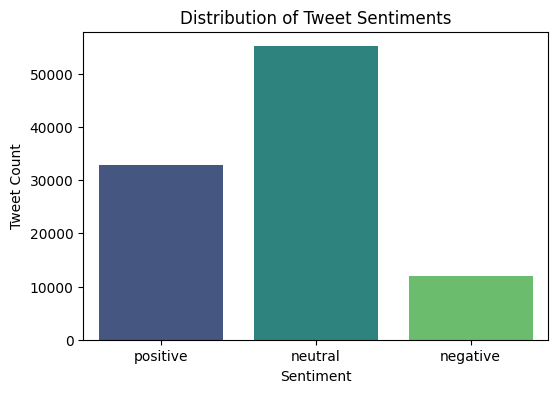 Distribution of Tweet Sentiments
Tweet Count
50000
40000
30000
20000
10000
0
positive neutral negative
Sentiment